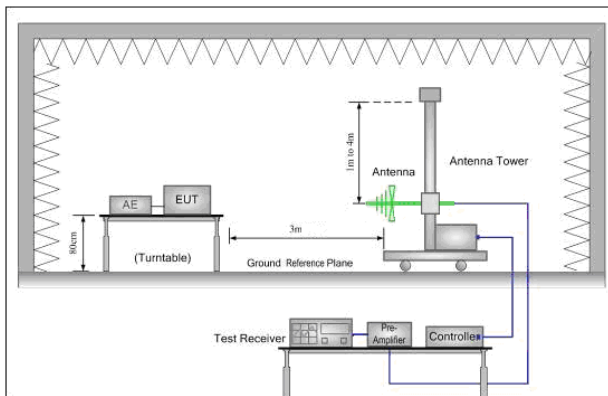 1m to 4m
Antenna
Antenna Tower
AE
EUT
80cm
(Turntable)
3m
Ground Reference Plane
Test Receiver
Pre-
Amplifier
Controller